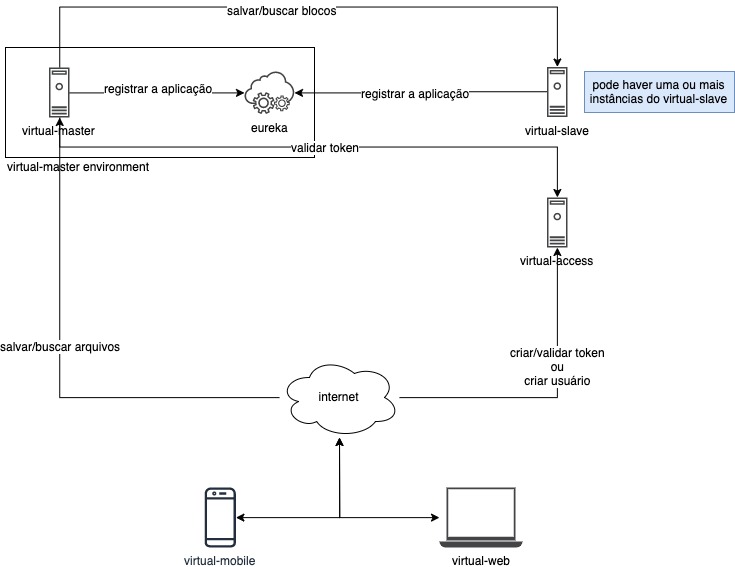 salvar/buscar blocos
registrar a aplicação
registrar a aplicação
pode haver uma ou mais
instâncias do virtual-slave
virtual-master
eureka
virtual-slave
validar token
virtual-master environment
virtual-access
salvar/buscar arquivos
criar/validar token
ou
criar usuário
internet
virtual-mobile
virtual-web